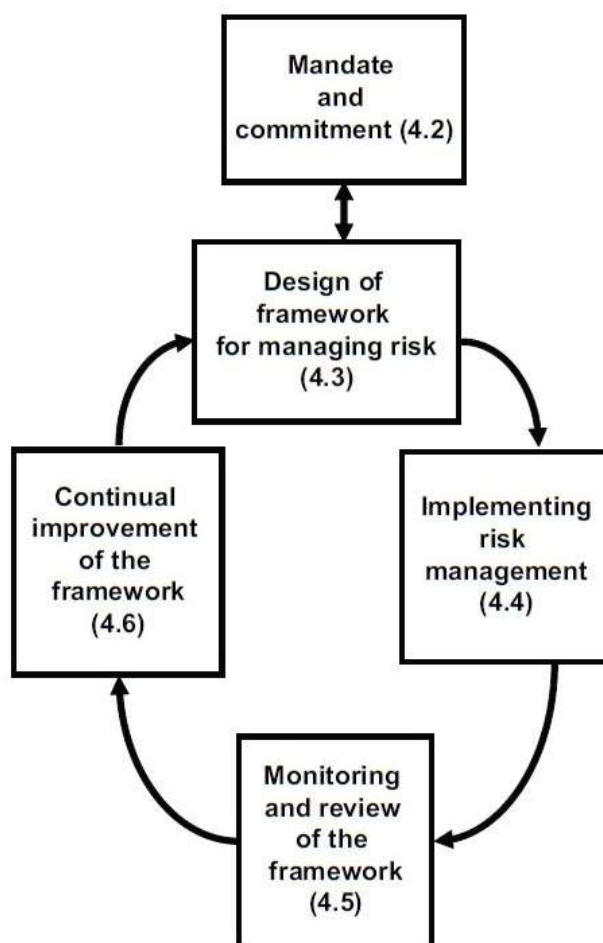 Mandate
and
commitment (4.2)
Design of
framework
for managing risk
(4.3)
Implementing
risk
management
(4.4)
Monitoring
and review
of the
framework
(4.5)
Continual
improvement
of the
framework
(4.6)